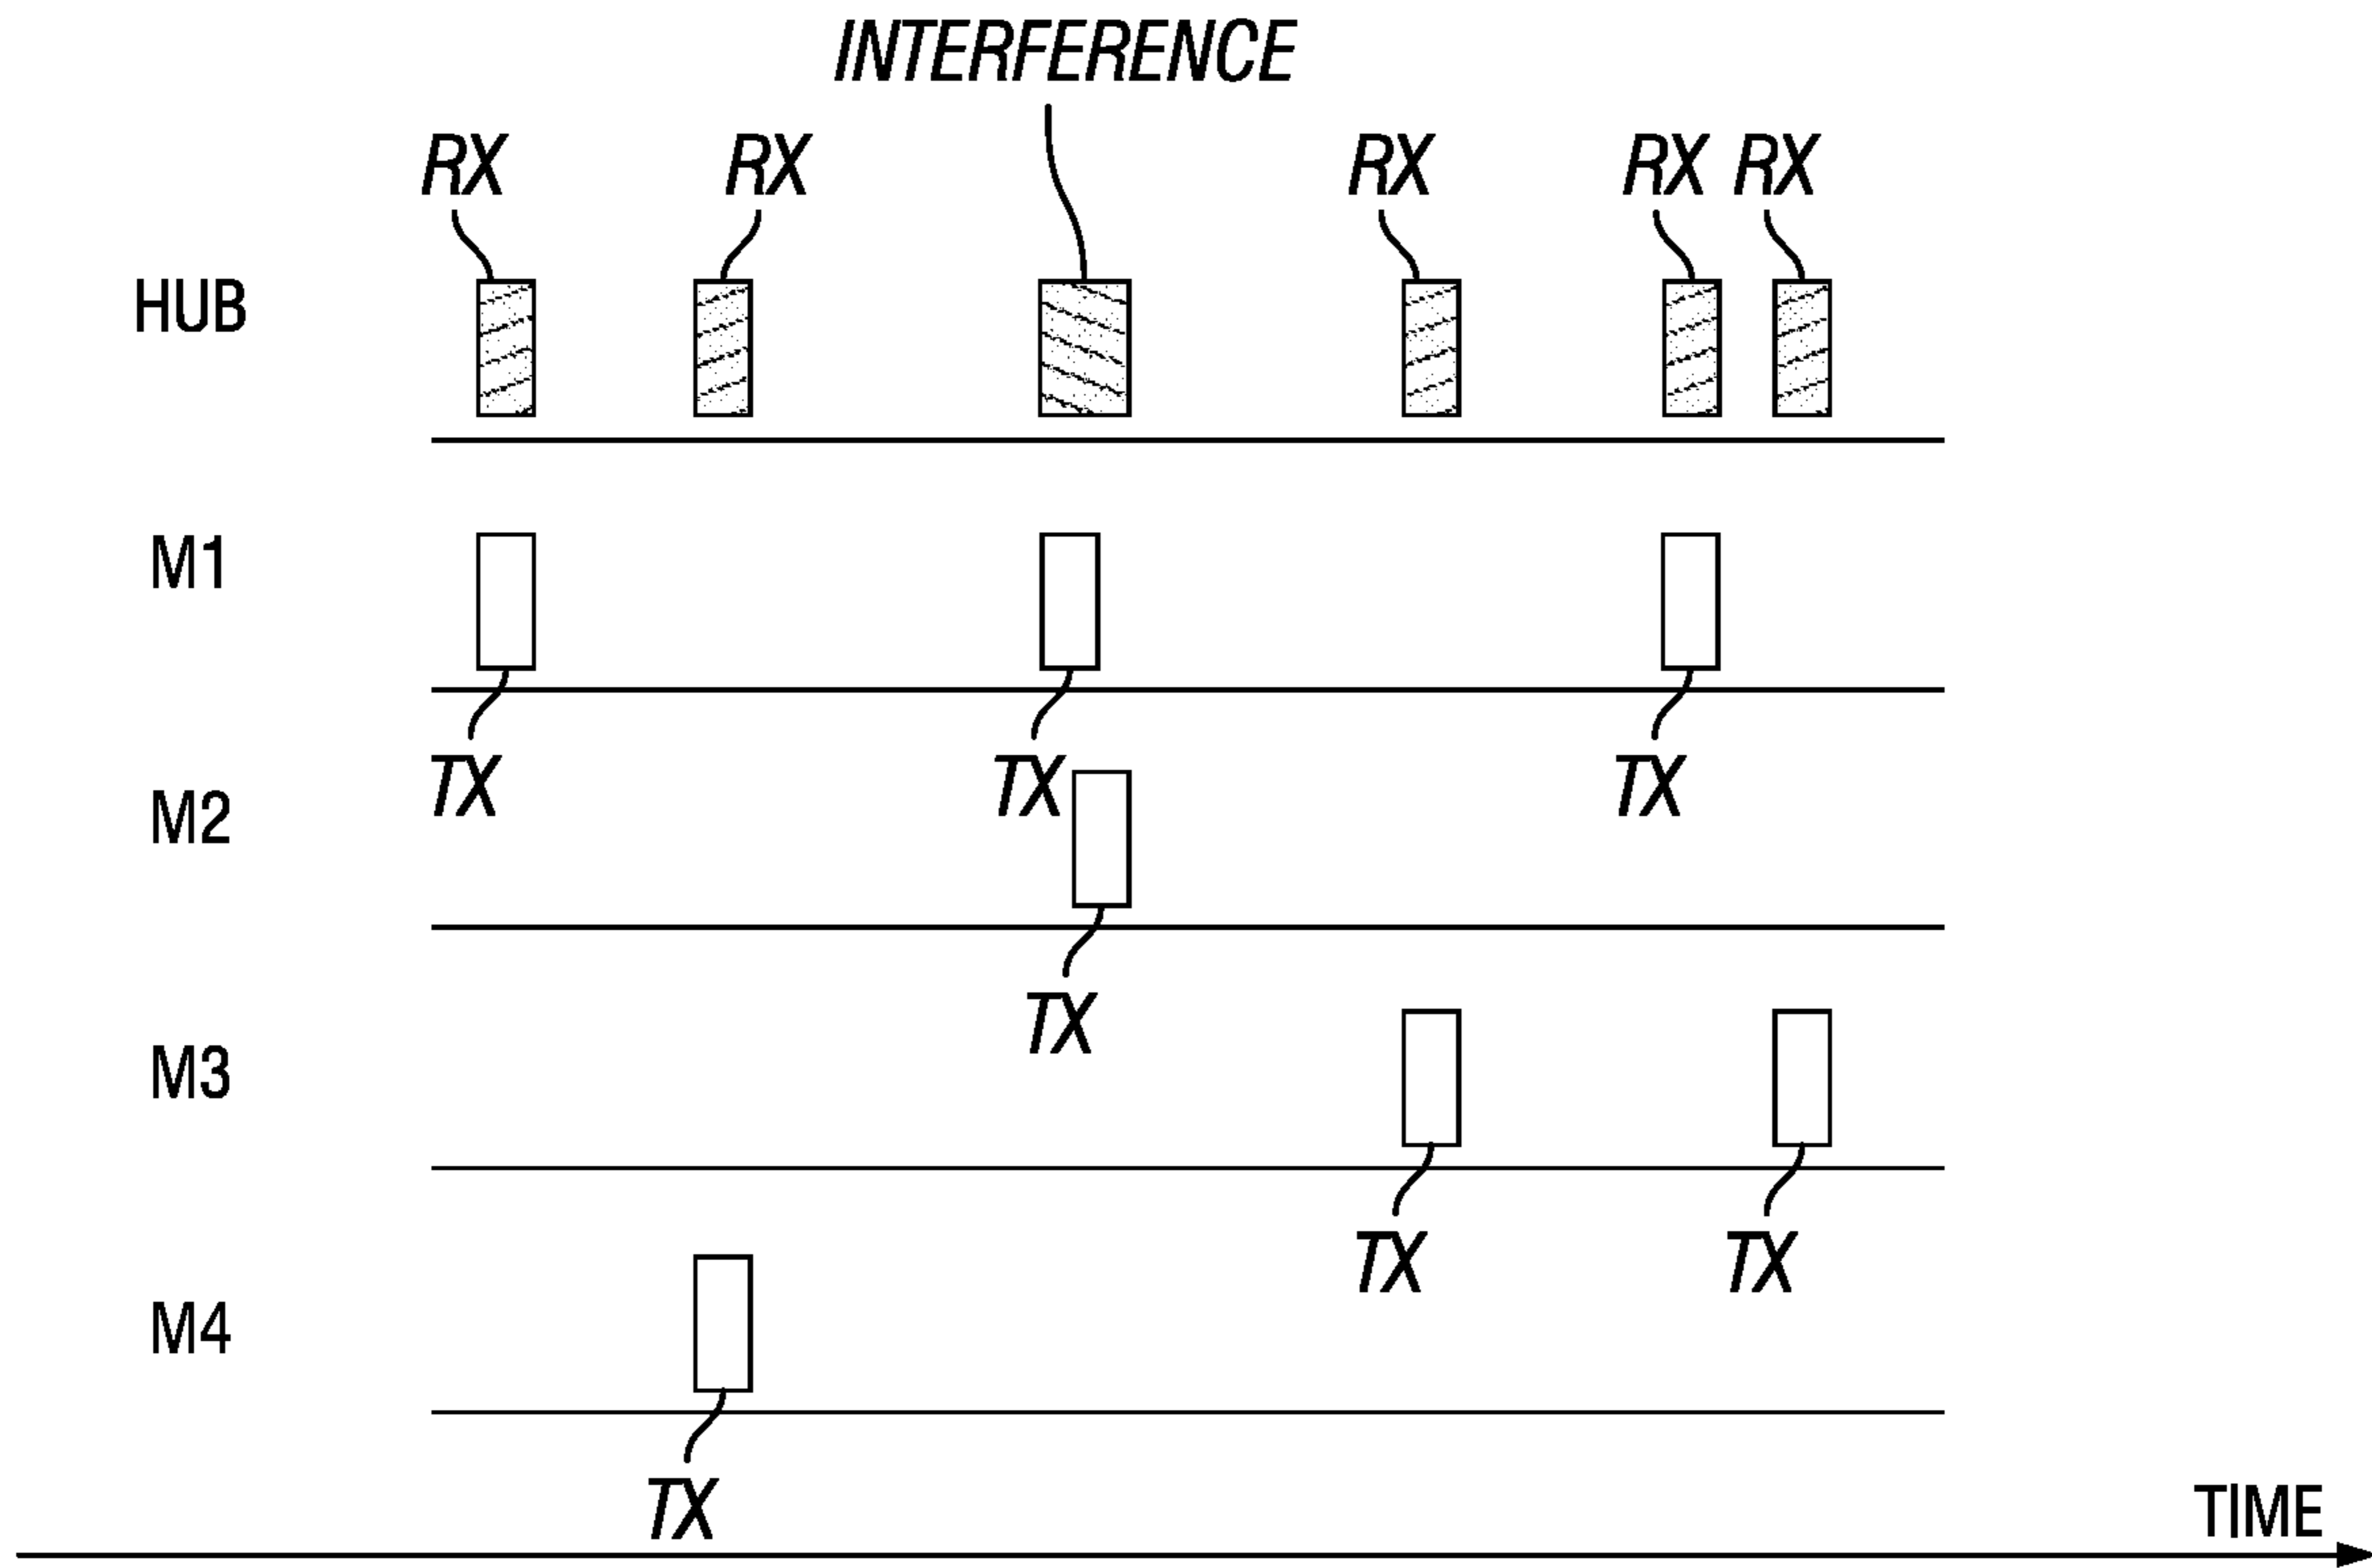 INTERFERENCE
RX RX RX RX RX
HUB
M1
TX TX TX
M2
TX
M3
TX TX
M4
TX
TIME